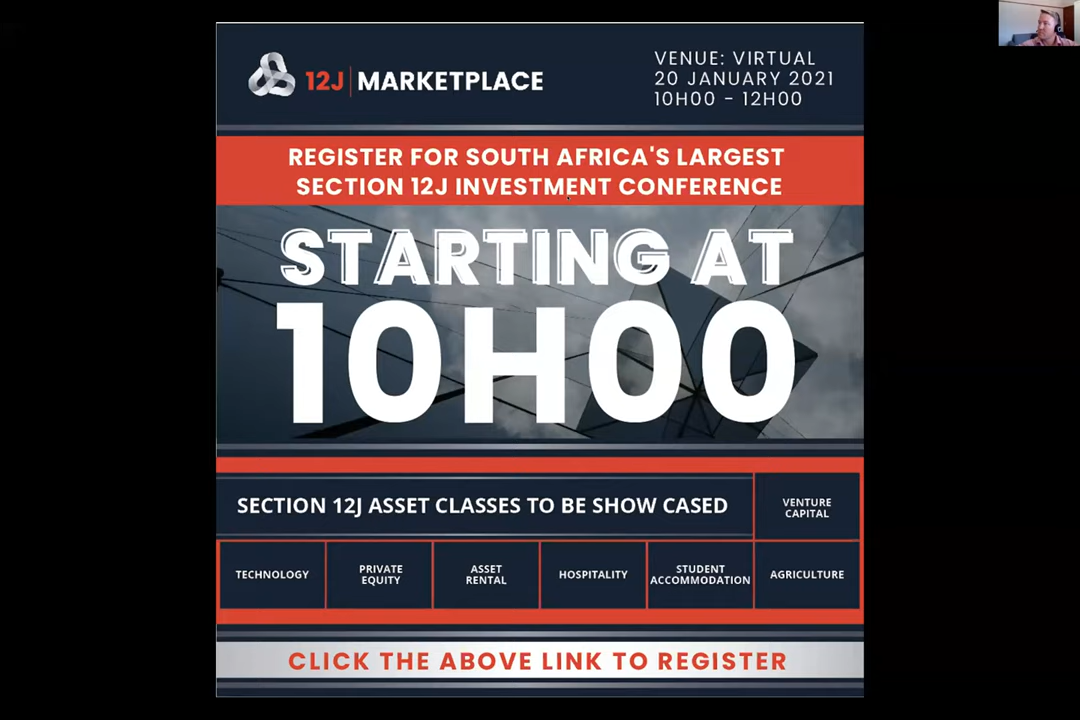 12J | MARKETPLACE
VENUE: VIRTUAL
20 JANUARY 2021
10H00 - 12H00
REGISTER FOR SOUTH AFRICA'S LARGEST
SECTION 12J INVESTMENT CONFERENCE
STARTING AT
10H00
SECTION 12J ASSET CLASSES TO BE SHOW CASED
VENTURE
CAPITAL
TECHNOLOGY
PRIVATE
EQUITY
ASSET
RENTAL
HOSPITALITY
STUDENT
ACCOMMODATION
AGRICULTURE
CLICK THE ABOVE LINK TO REGISTER